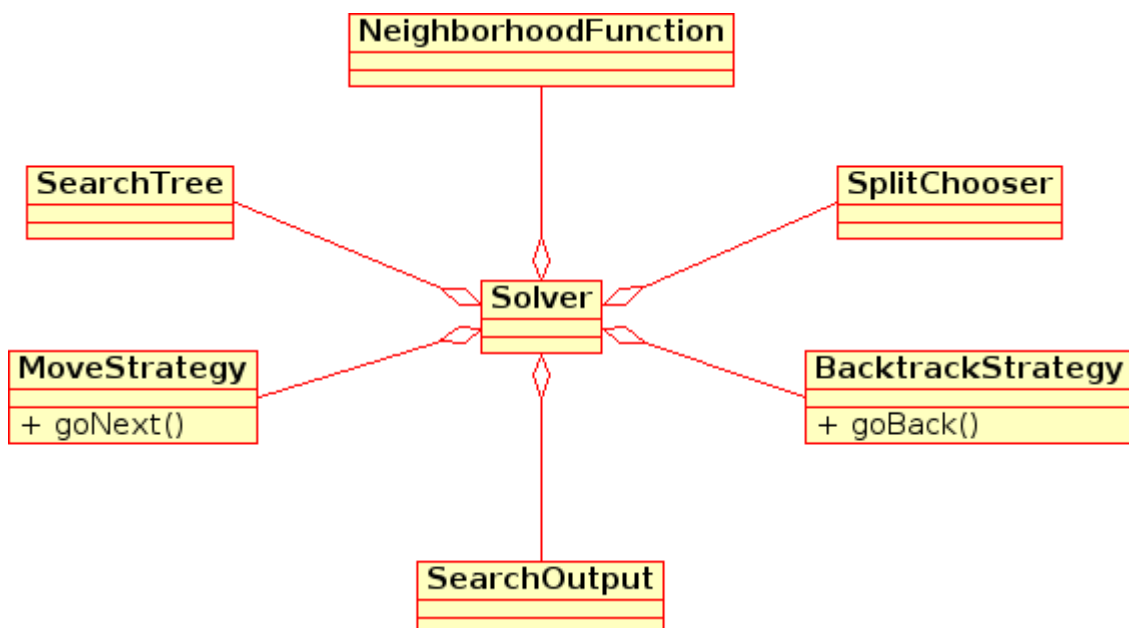 NeighborhoodFunction
SearchTree
SplitChooser
Solver
MoveStrategy
+ goNext()
BacktrackStrategy
+ goBack()
SearchOutput